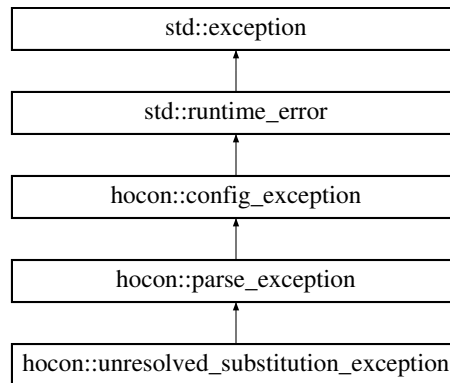 std::exception
std::runtime_error
hocon::config_exception
hocon::parse_exception
hocon::unresolved_substitution_exception